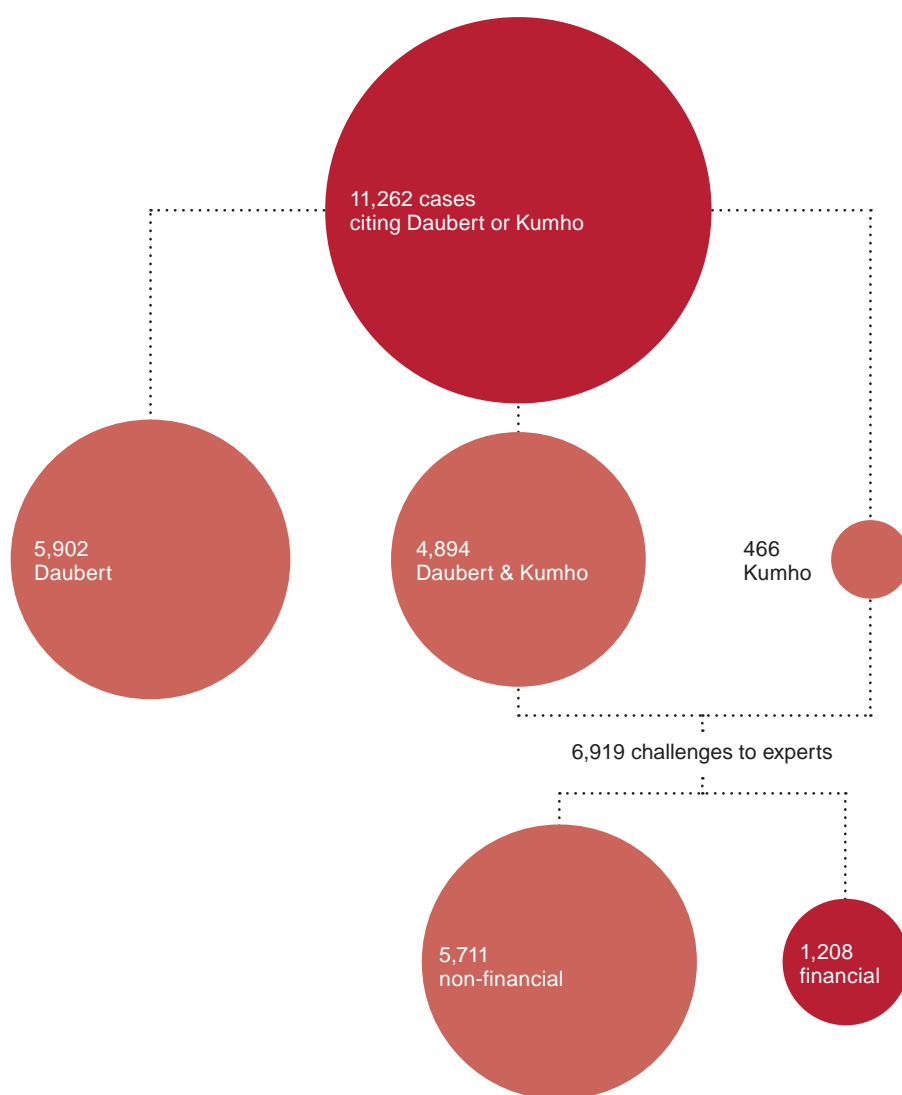 11,262 cases
citing Daubert or Kumho
5,902
Daubert
4,894
Daubert & Kumho
466
Kumho
6,919 challenges to experts
5,711
non-financial
1,208
financial